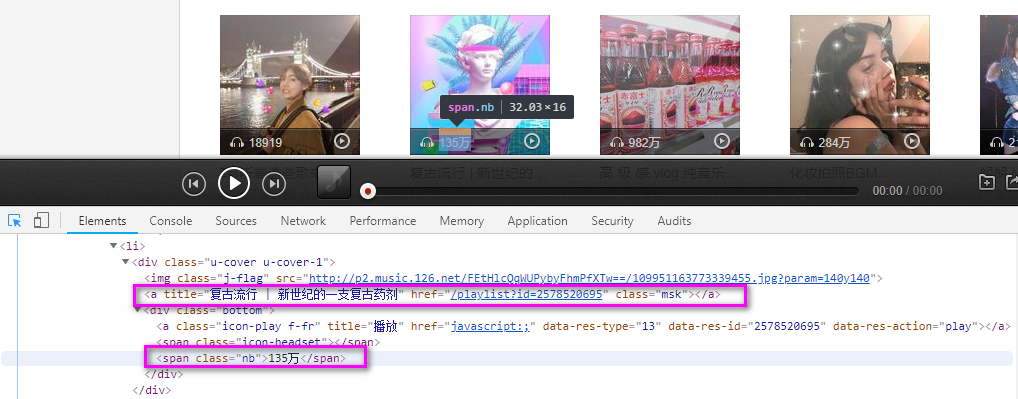 18919
135万
982万
284万
span.nb 32.03×16
复古流行 | 新世纪的
高 級 感 vlog 纯音乐
化妆拍照BGM
00:00 / 00:00
Elements Console Sources Network Performance Memory Application Security Audits
▼<li>
▼<div class="u-cover u-cover-1">
<img class="j-flag" src="http://p2.music.126.net/FEtHlcQqWUPybyFhmPfXTw==/109951163773339455.jpg?param=140y140">
<a title="复古流行 | 新世纪的一支复古药剂" href="/playlist?id=2578520695" class="msk"></a>
▼<div class="bottom">
<a class="icon-play f-fr" title="播放" href="javascript:;" data-res-type="13" data-res-id="2578520695" data-res-action="play"></a>
<span class="icon-headset"></span>
<span class="nb">135万</span>
</div>
</div>